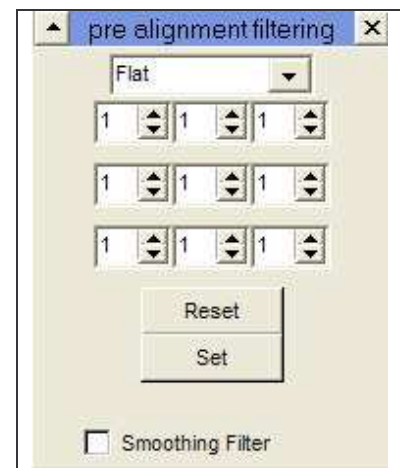 pre alignment filtering
Flat
1 1 1
1 1 1
1 1 1
Reset
Set
Smoothing Filter